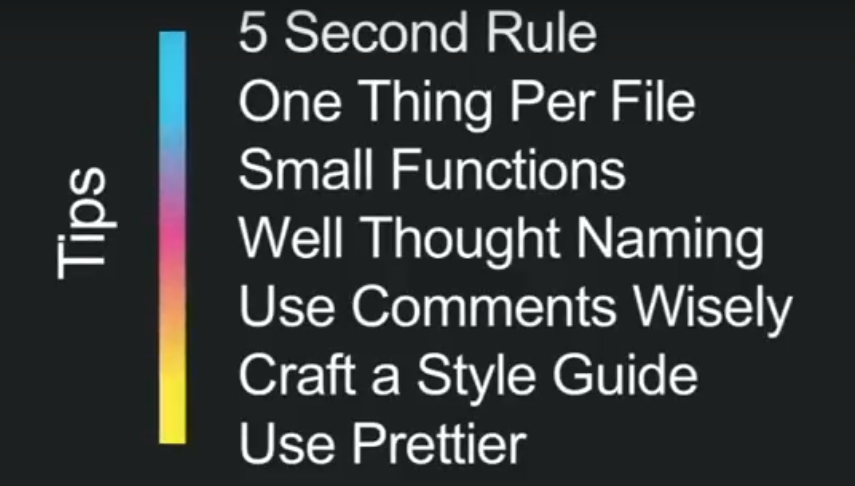 Tips
5 Second Rule
One Thing Per File
Small Functions
Well Thought Naming
Use Comments Wisely
Craft a Style Guide
Use Prettier